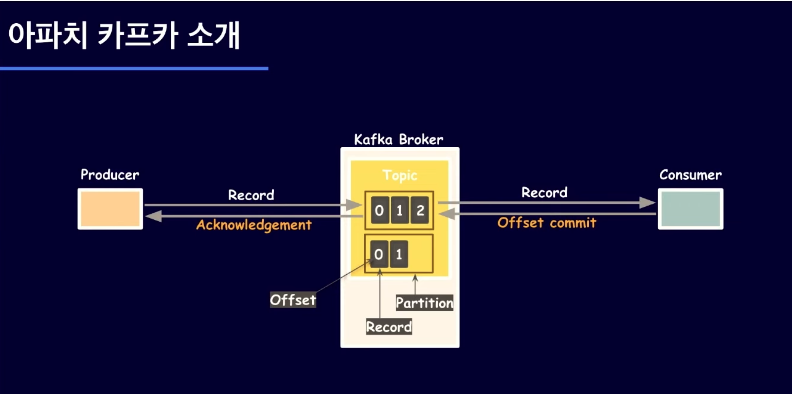 아파치 카프카 소개
Kafka Broker
Producer
Consumer
Topic
Record
Record
0 1 2
Acknowledgement
Offset commit
0 1
Offset
Partition
Record